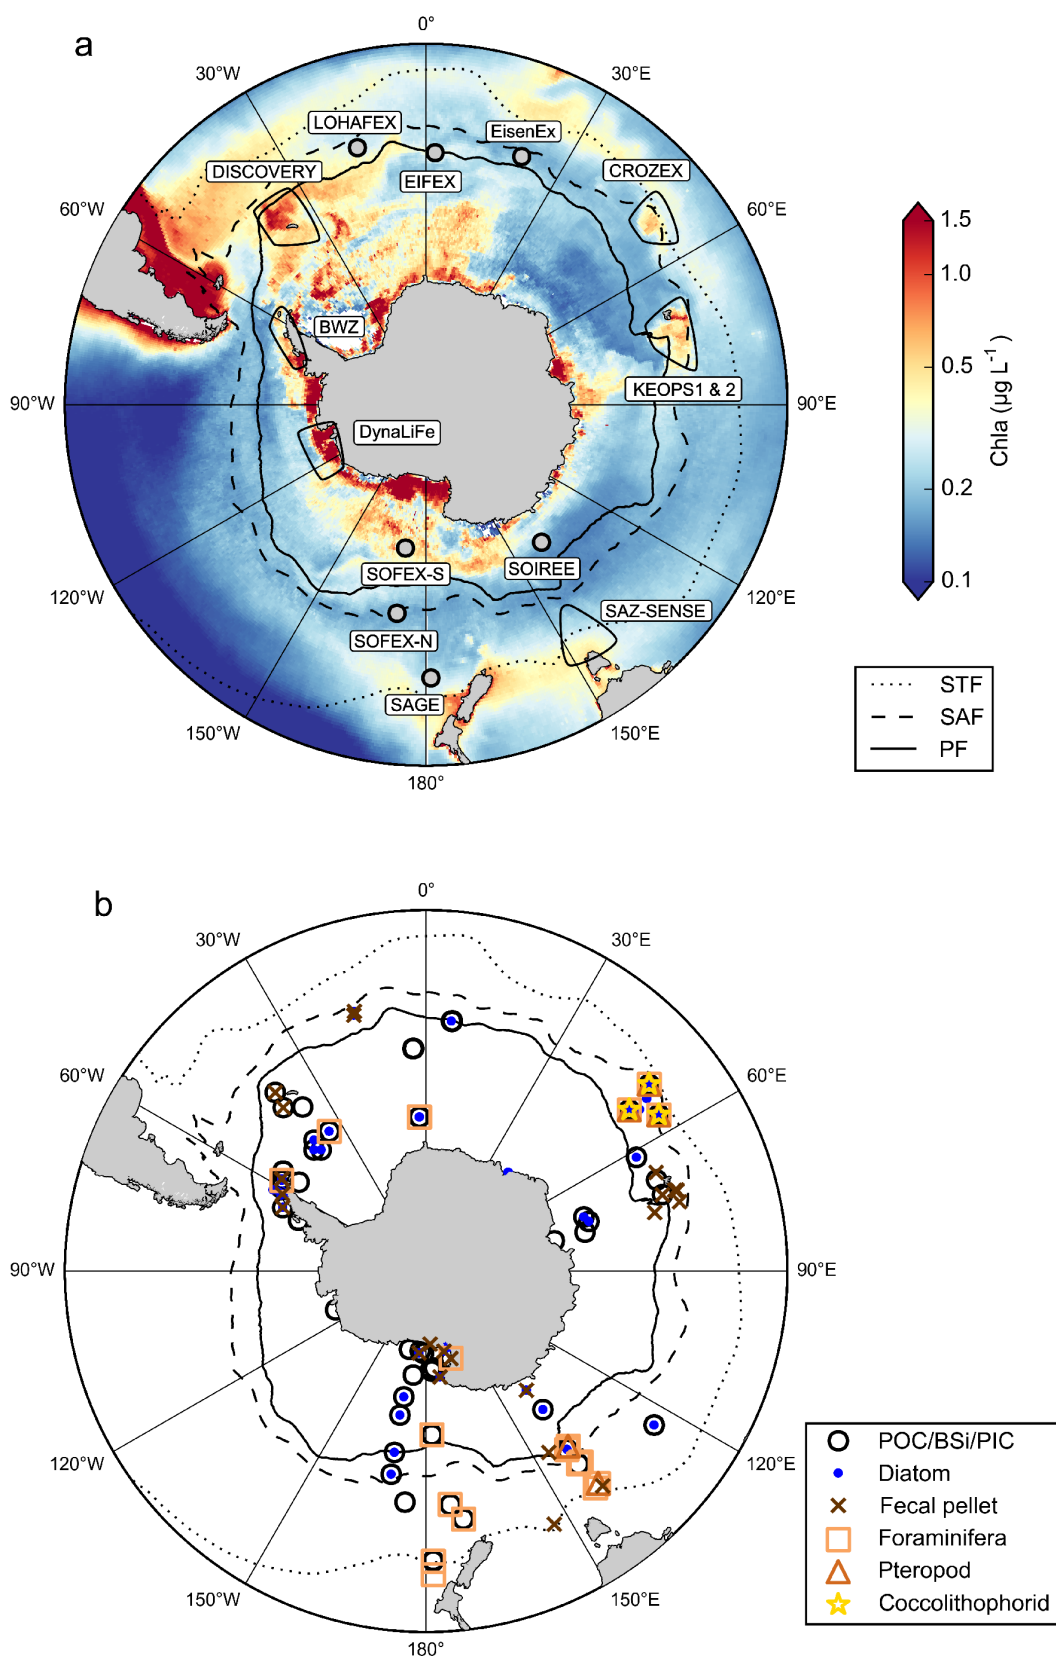 a
0°
30°W
30°E
LOHAFEX
EisenEx
DISCOVERY
EIFEX
CROZEX
60°W
60°E
BWZ
KEOPS1 & 2
90°W
90°E
DynaLiFe
SOFEX-S
SOIREE
120°W
120°E
SAZ-SENSE
SOFEX-N
SAGE
150°W
150°E
180°
1.5
1.0
0.5
0.2
0.1
Chla (µg L⁻¹)
STF
SAF
PF
b
0°
30°W
30°E
60°W
60°E
90°W
90°E
120°W
120°E
150°W
150°E
180°
POC/BSi/PIC
Diatom
Fecal pellet
Foraminifera
Pteropod
Coccolithophorid